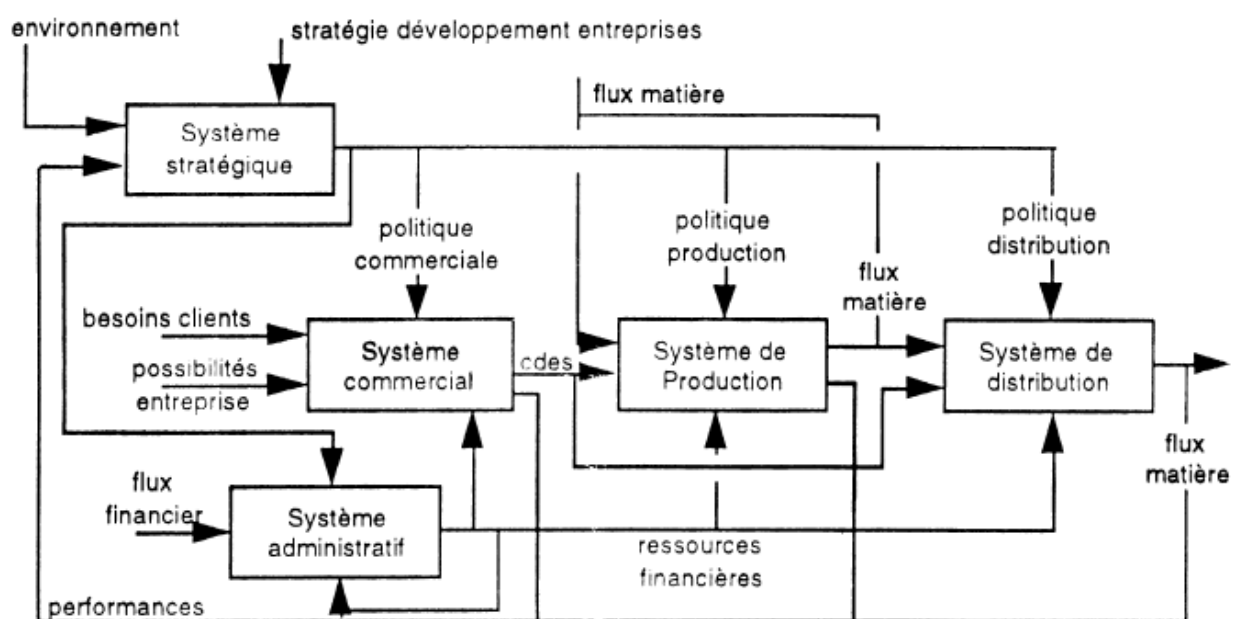 environnement
stratégie développement entreprises
flux matière
Système
stratégique
politique
commerciale
politique
production
politique
distribution
flux
matière
besoins clients
possibilités
entreprise
Système
commercial
cdes
Système de
Production
Système de
distribution
flux
matière
flux
financier
Système
administratif
ressources
financières
performances